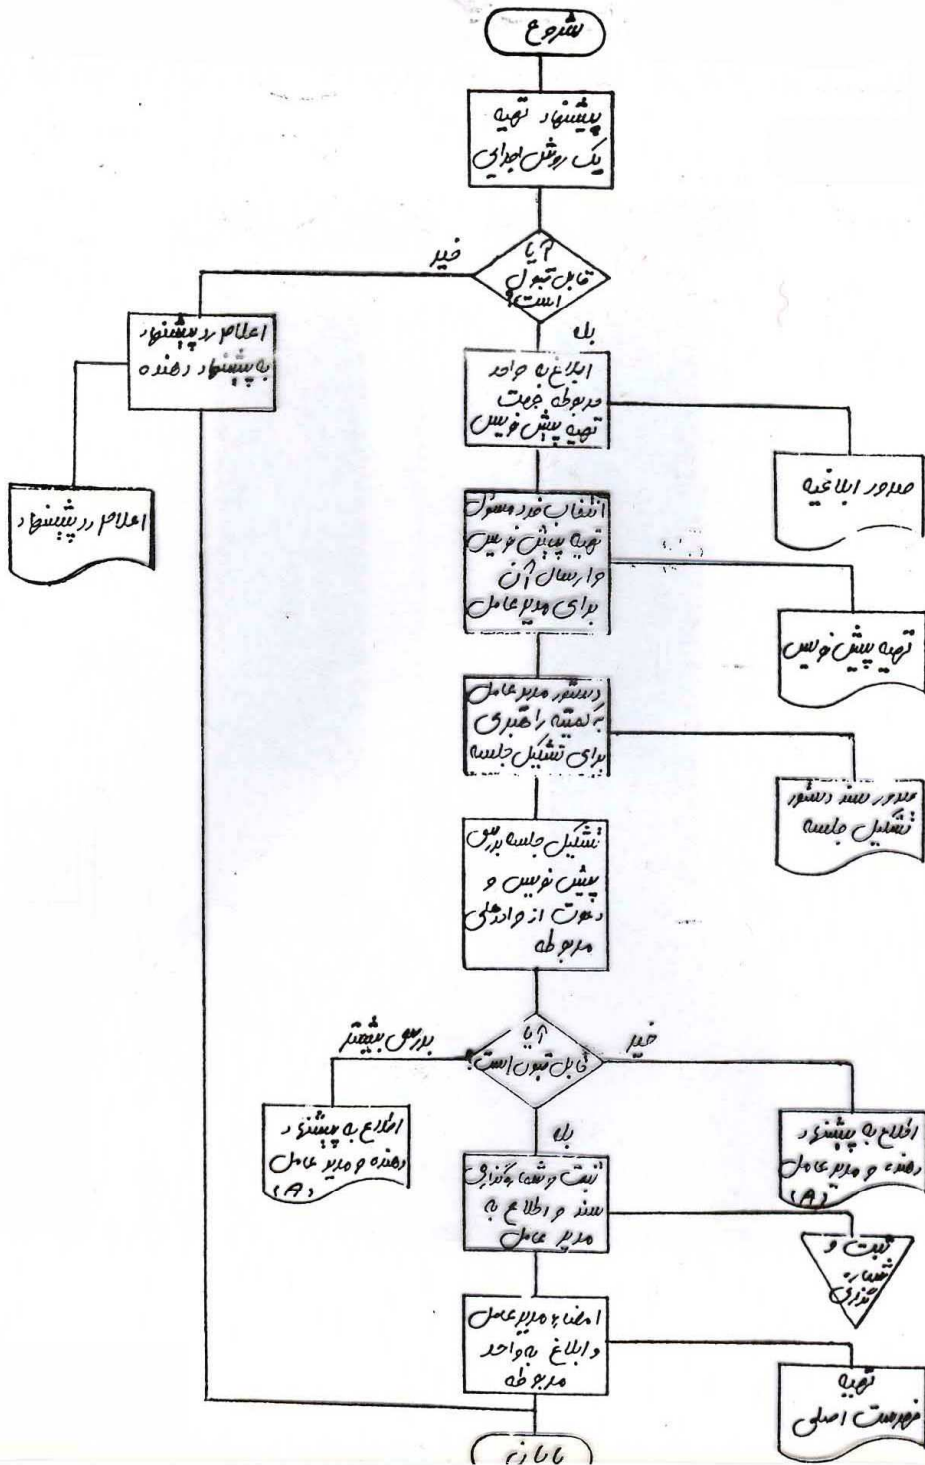 شروع
پیشنهاد تهیه
یک روش اجرایی
آیا
قابل قبول
است؟
خیر
بله
اعلام رد پیشنهاد
به پیشنهاد دهنده
اعلام رد پیشنهاد
ابلاغ به واحد
مربوطه جهت
تهیه پیش نویس
صدور ابلاغیه
انتخاب فرد مسئول
تهیه پیش نویس
و ارسال آن
برای مدیر عامل
تهیه پیش نویس
دستور مدیر عامل
به کمیته راهبری
برای تشکیل جلسه
صدور سند دستور
تشکیل جلسه
تشکیل جلسه بررسی
پیش نویس و
دعوت از واحدهای
مربوطه
آیا
قابل قبول است؟
خیر
بررسی بیشتر
بله
اطلاع به پیشنهاد
دهنده و مدیر عامل
(A)
اطلاع به پیشنهاد
دهنده و مدیر عامل
(A)
ثبت و شماره گذاری
سند و اطلاع به
مدیر عامل
ثبت و
شماره
گذاری
امضاء مدیر عامل
و ابلاغ به واحد
مربوطه
تهیه
فهرست اصلی
پایان